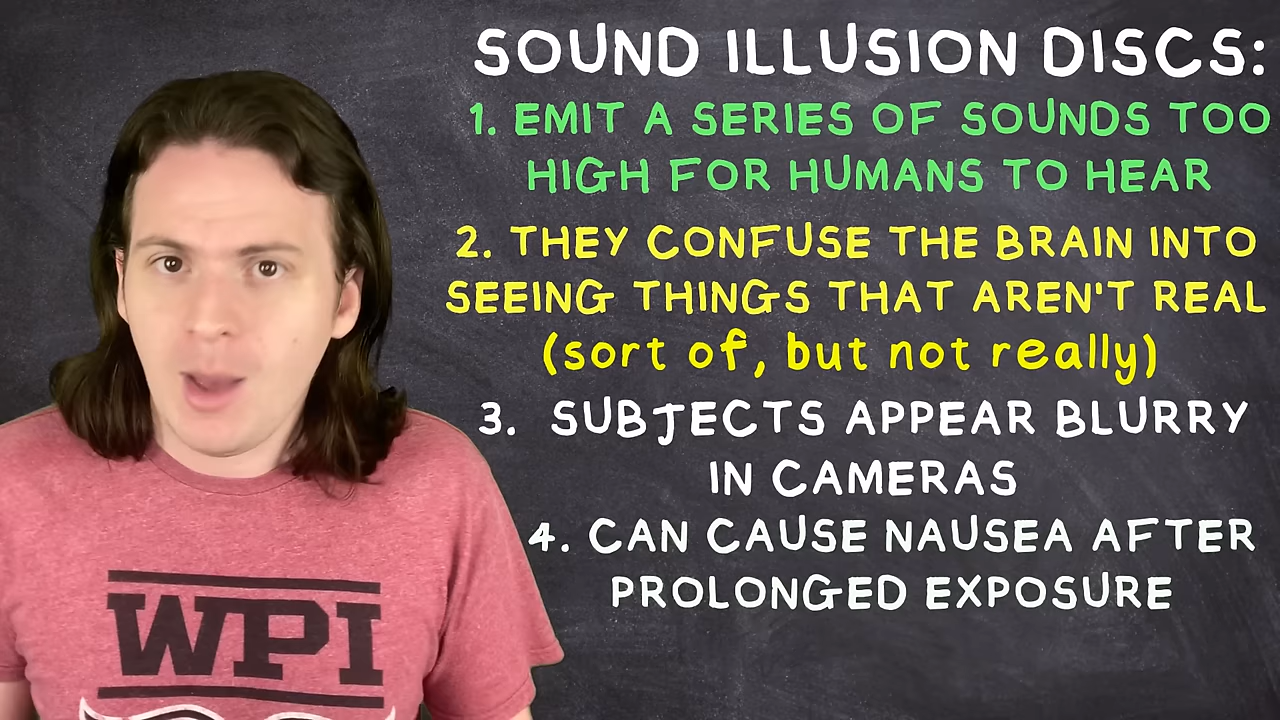 SOUND ILLUSION DISCS:
1. EMIT A SERIES OF SOUNDS TOO
HIGH FOR HUMANS TO HEAR
2. THEY CONFUSE THE BRAIN INTO
SEEING THINGS THAT AREN'T REAL
(sort of, but not really)
3. SUBJECTS APPEAR BLURRY
IN CAMERAS
4. CAN CAUSE NAUSEA AFTER
PROLONGED EXPOSURE
WPI